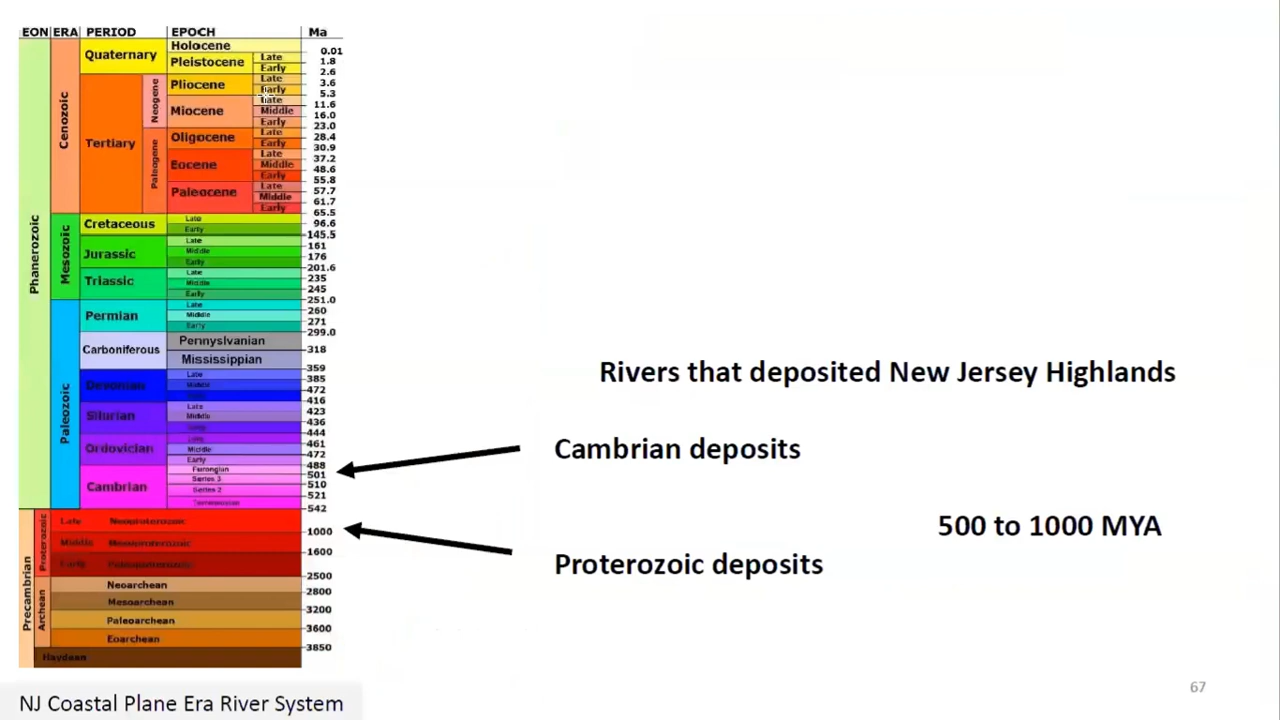 EON ERA PERIOD EPOCH Ma
Phanerozoic
Cenozoic
Quaternary
Holocene
0.01
Pleistocene
Late
1.8
Early
2.6
Tertiary
Neogene
Pliocene
Late
3.6
Early
5.3
Miocene
Late
11.6
Middle
16.0
Early
23.0
Palaogene
Oligocene
Late
28.4
Early
30.9
Eocene
Late
37.2
Middle
48.6
Early
55.8
Paleocene
Late
57.7
Middle
61.7
Early
65.5
Mesozoic
Cretaceous
Late
96.6
Early
145.5
Jurassic
Late
161
Middle
176
Early
201.6
Triassic
Late
235
Middle
245
Early
251.0
Paleozoic
Permian
Late
260
Middle
271
Early
299.0
Carboniferous
Pennyslvanian
318
Mississippian
359
Devonian
Late
385
Middle
472
416
Silurian
Late
423
Middle
436
444
Ordovician
461
Middle
472
Early
488
Cambrian
Furongian
501
Series 3
510
Series 2
521
542
Precambrian
Proterozoic
Late Neoproterozoic
1000
Middle Mesoproterozoic
1600
Early Paleoproterozoic
2500
Archean
Neoarchean
2800
Mesoarchean
3200
Paleoarchean
3600
Eoarchean
3850
Haydean
Rivers that deposited New Jersey Highlands
Cambrian deposits
500 to 1000 MYA
Proterozoic deposits
NJ Coastal Plane Era River System
67